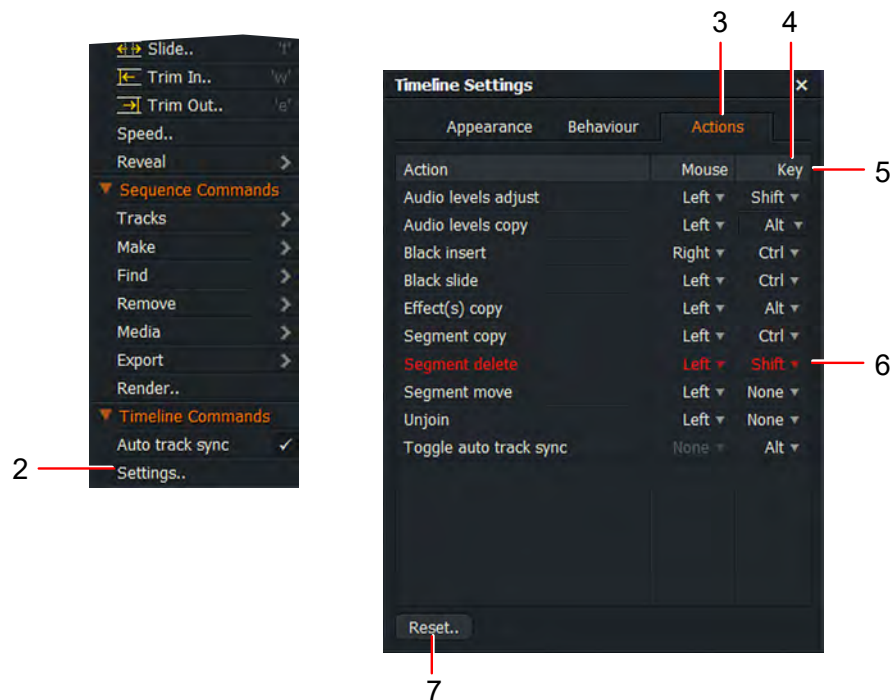 Slide.. 'r'
Trim In.. 'w'
Trim Out.. 'e'
Speed..
Reveal
Sequence Commands
Tracks
Make
Find
Remove
Media
Export
Render..
Timeline Commands
Auto track sync
Settings..
2
3 4
Timeline Settings
Appearance Behaviour Actions
Action Mouse Key
5
Audio levels adjust Left Shift
Audio levels copy Left Alt
Black insert Right Ctrl
Black slide Left Ctrl
Effect(s) copy Left Alt
Segment copy Left Ctrl
Segment delete Left Shift
6
Segment move Left None
Unjoin Left None
Toggle auto track sync None Alt
Reset..
7